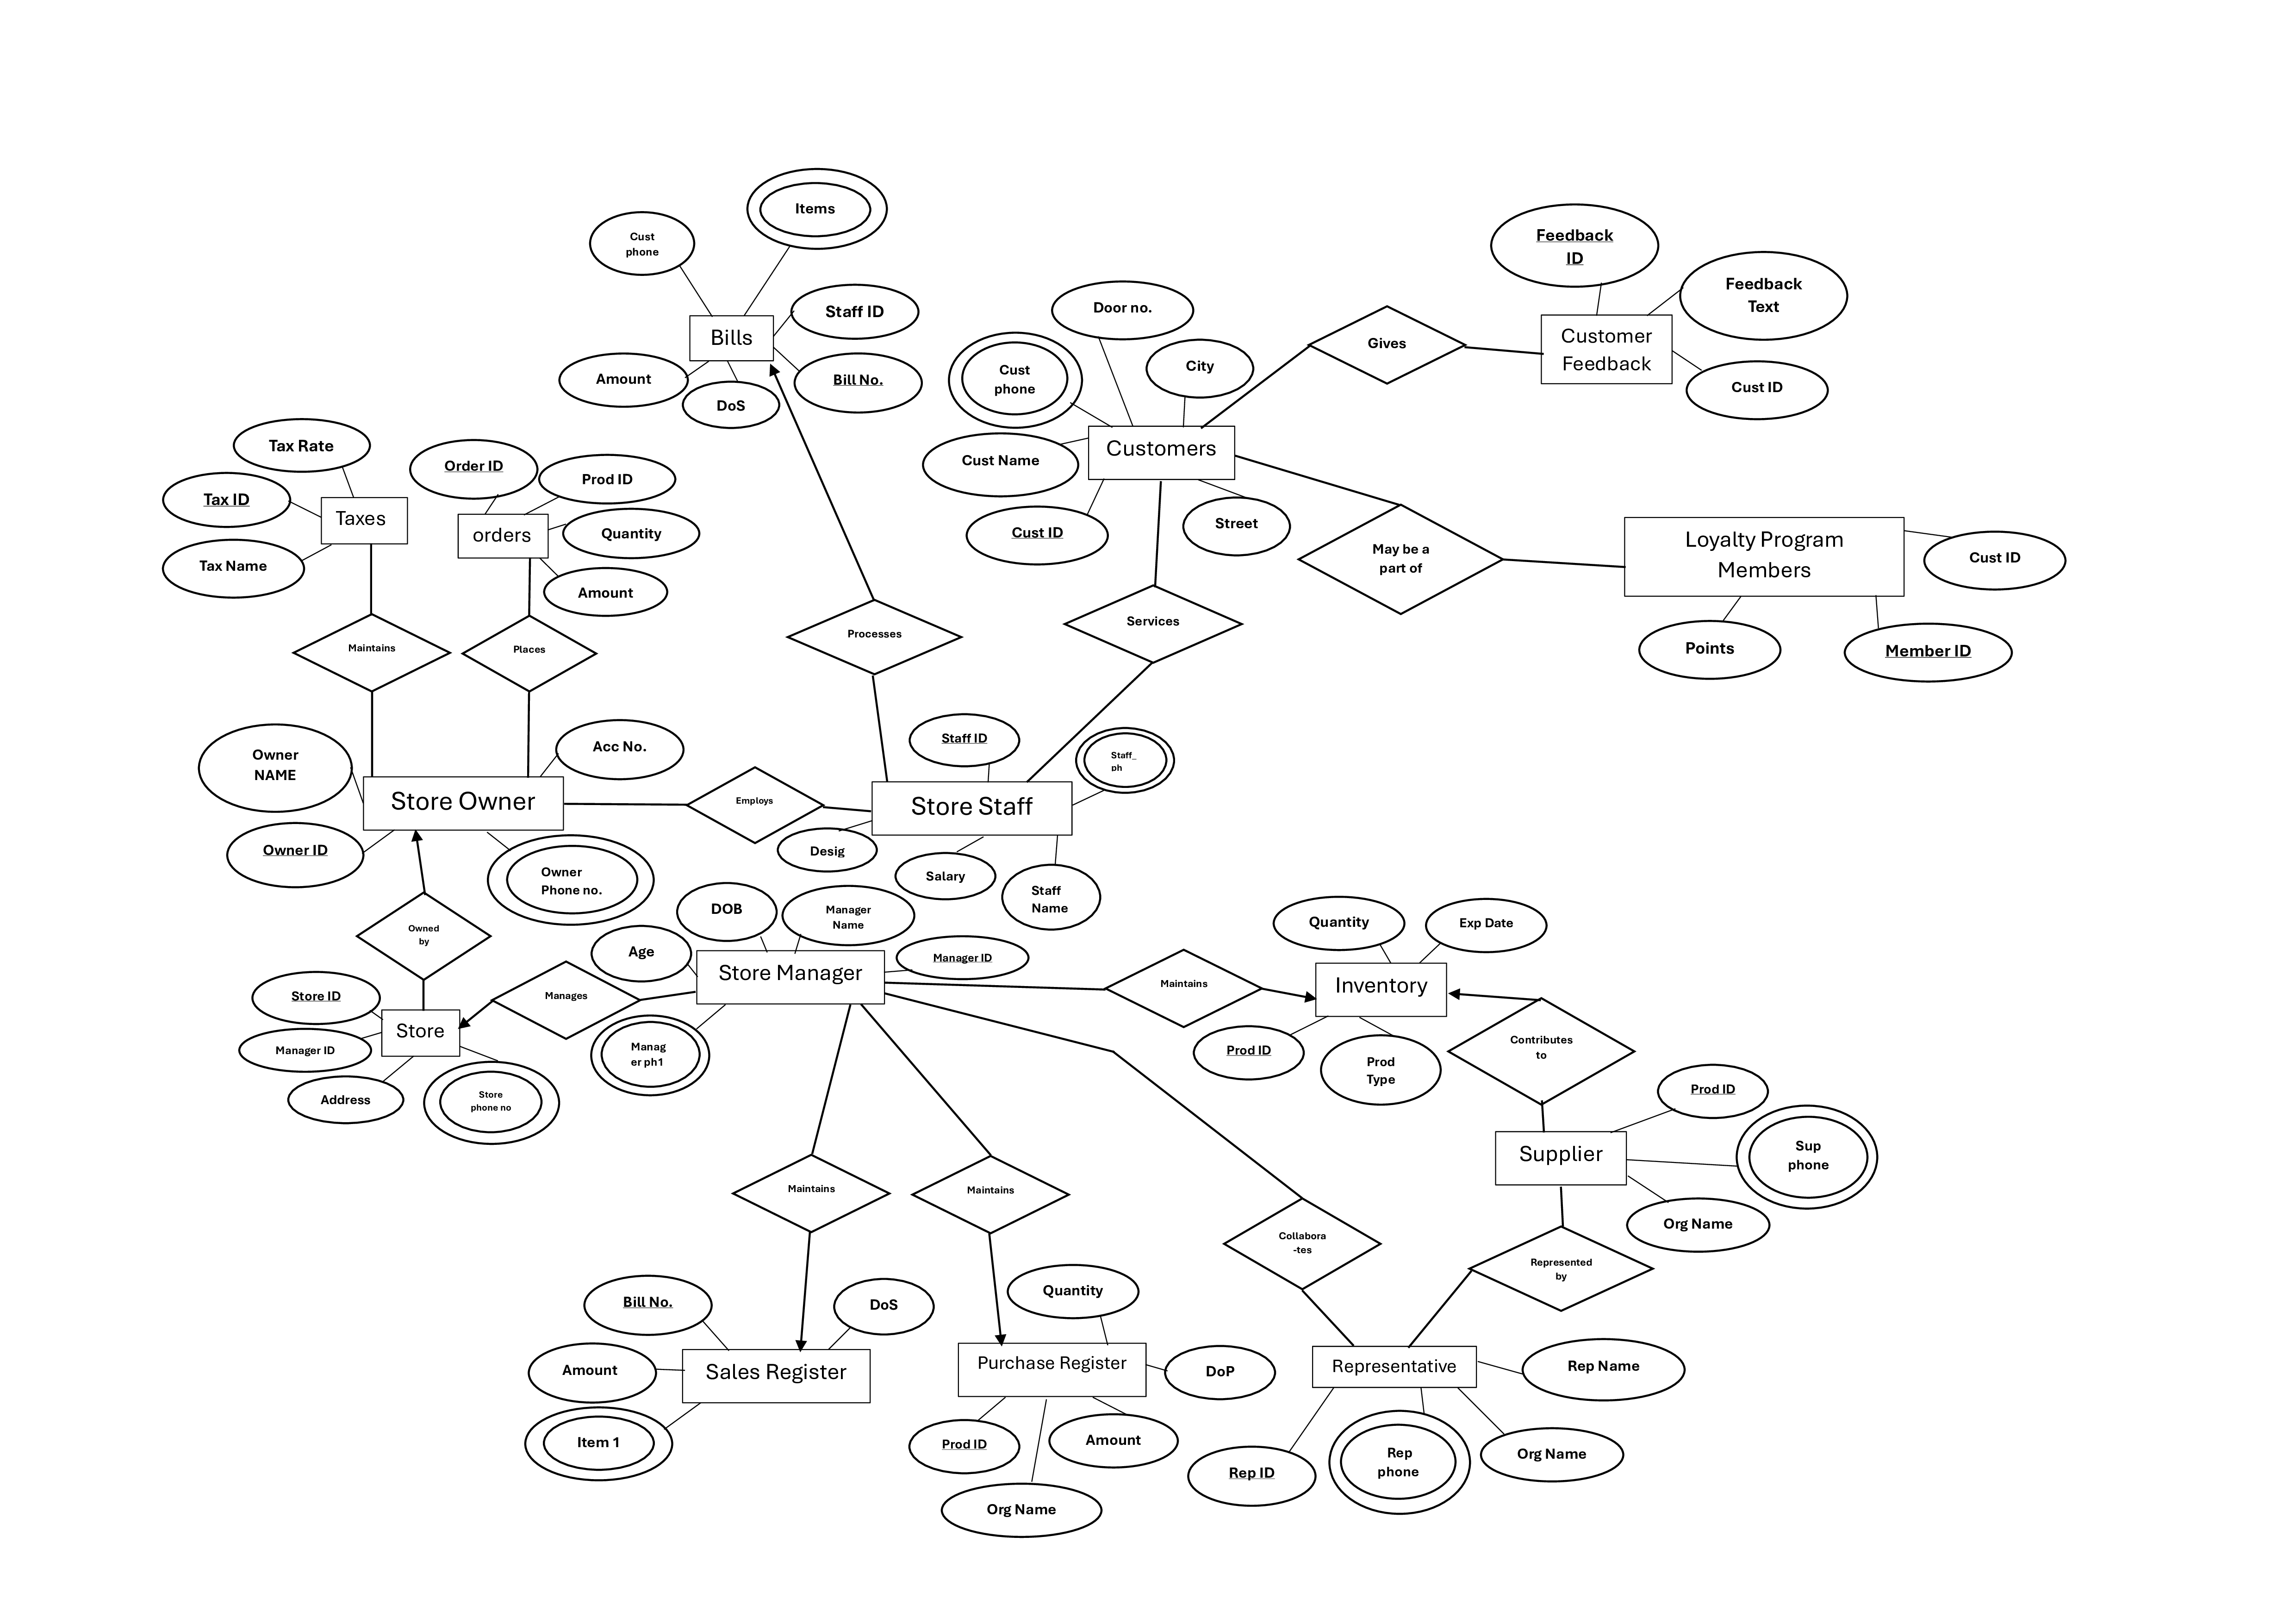 Items
Cust
phone
Staff ID
Bills
Amount
DoS
Bill No.
Feedback
ID
Feedback
Text
Customer
Feedback
Cust ID
Gives
Door no.
City
Cust
phone
Customers
Cust Name
Cust ID
Street
Tax Rate
Tax ID
Taxes
Tax Name
Order ID
Prod ID
orders
Quantity
Amount
May be a
part of
Loyalty Program
Members
Cust ID
Points
Member ID
Maintains
Places
Processes
Services
Owner
NAME
Acc No.
Store Owner
Owner ID
Owner
Phone no.
Employs
Staff ID
Staff_
ph
Store Staff
Desig
Salary
Staff
Name
Owned
by
DOB
Manager
Name
Age
Store Manager
Manager ID
Manag
er ph1
Manages
Store ID
Store
Manager ID
Address
Store
phone no
Maintains
Quantity
Exp Date
Inventory
Prod ID
Prod
Type
Contributes
to
Prod ID
Supplier
Sup
phone
Org Name
Maintains
Maintains
Collabora
-tes
Represented
by
Bill No.
DoS
Amount
Sales Register
Item 1
Quantity
Purchase Register
DoP
Prod ID
Amount
Org Name
Representative
Rep Name
Rep ID
Rep
phone
Org Name